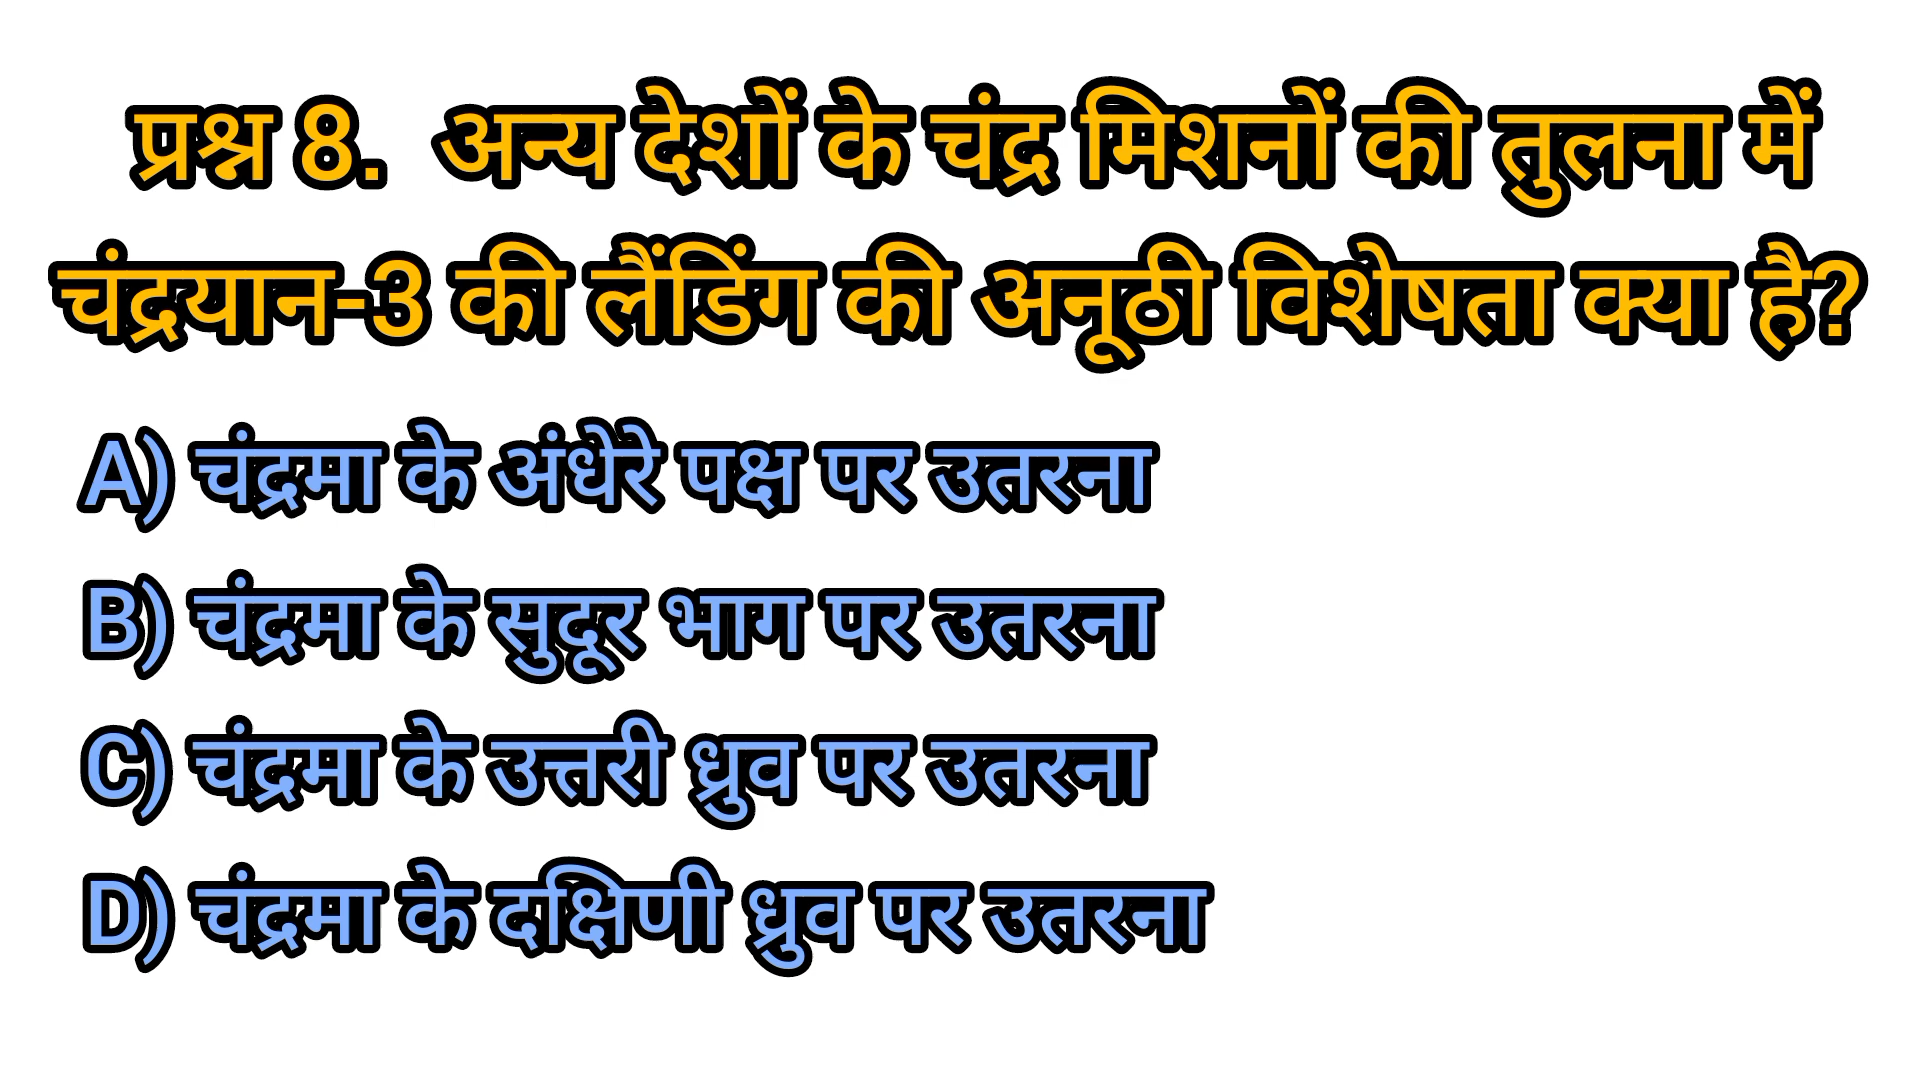 प्रश्न 8. अन्य देशों के चंद्र मिशनों की तुलना में
चंद्रयान-3 की लैंडिंग की अनूठी विशेषता क्या है?
A) चंद्रमा के अंधेरे पक्ष पर उतरना
B) चंद्रमा के सुदूर भाग पर उतरना
C) चंद्रमा के उत्तरी ध्रुव पर उतरना
D) चंद्रमा के दक्षिणी ध्रुव पर उतरना